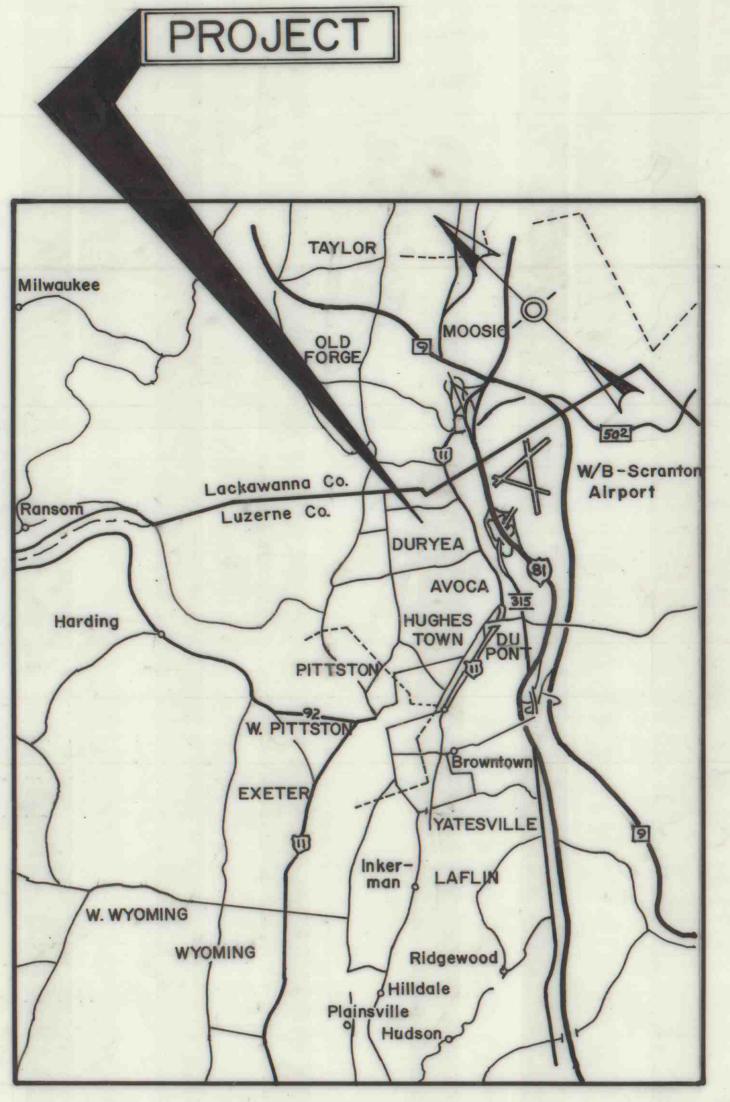 PROJECT
TAYLOR
Milwaukee
MOOSIC
OLD
FORGE
9
502
11
W/B-Scranton
Airport
Lackawanna Co.
Luzerne Co.
Ransom
DURYEA
81
AVOCA
315
Harding
HUGHES
TOWN
DU
PONT
11
PITTSTON
92
W. PITTSTON
Browntown
EXETER
YATESVILLE
9
11
Inker-
man
LAFLIN
W. WYOMING
WYOMING
Ridgewood
Hilldale
Plainsville
Hudson